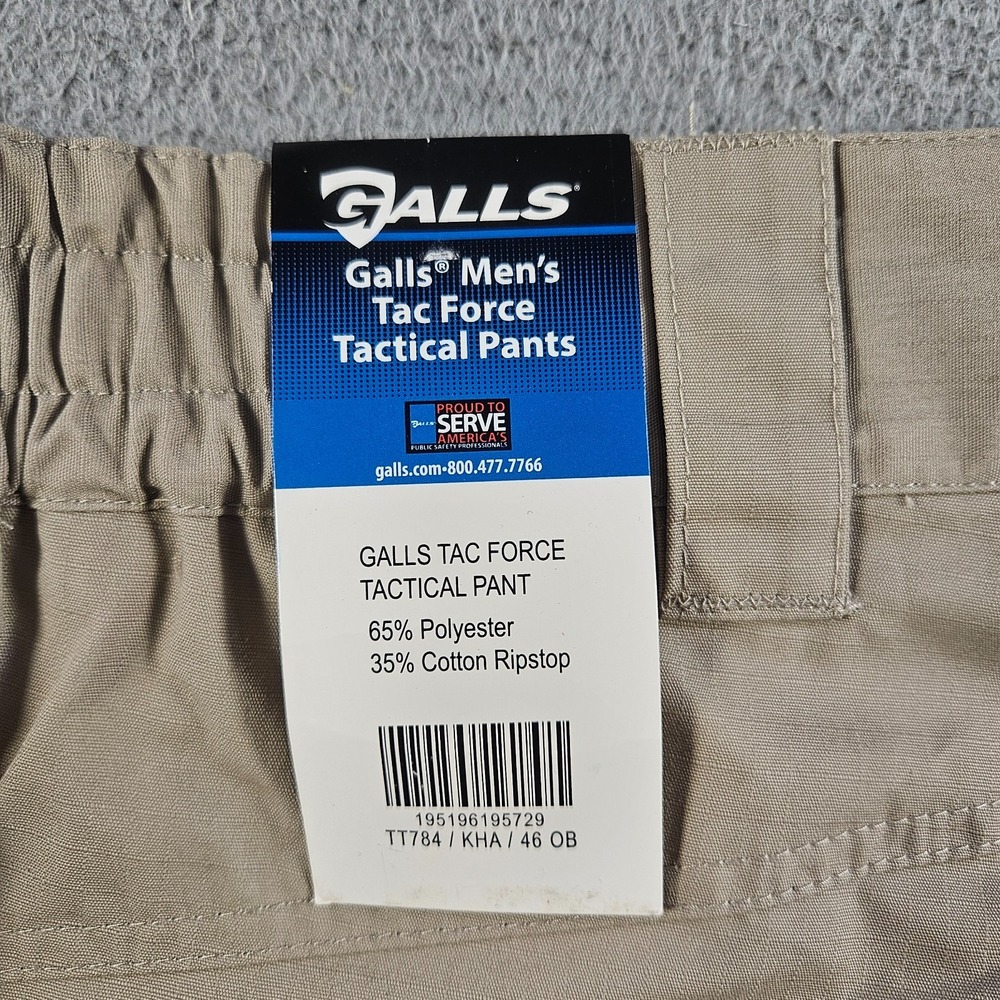 GALLS®
Galls® Men's
Tac Force
Tactical Pants
GALLS
PROUD TO
SERVE
AMERICA'S
PUBLIC SAFETY PROFESSIONALS
galls.com•800.477.7766
GALLS TAC FORCE
TACTICAL PANT
65% Polyester
35% Cotton Ripstop
195196195729
TT784 / KHA / 46 OB